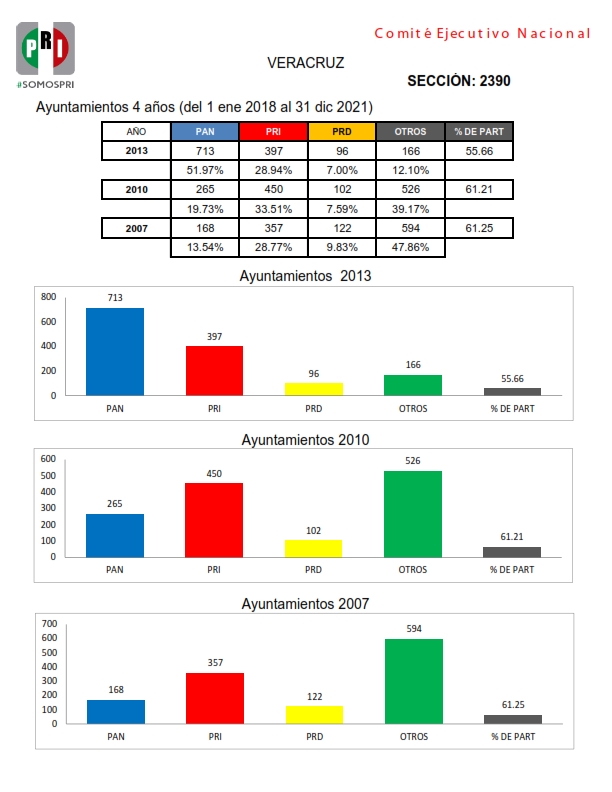 Comité Ejecutivo Nacional
PRI
#SOMOSPRI
VERACRUZ
SECCIÓN: 2390
Ayuntamientos 4 años (del 1 ene 2018 al 31 dic 2021)
AÑO PAN PRI PRD OTROS % DE PART
2013 713 397 96 166 55.66
51.97% 28.94% 7.00% 12.10%
2010 265 450 102 526 61.21
19.73% 33.51% 7.59% 39.17%
2007 168 357 122 594 61.25
13.54% 28.77% 9.83% 47.86%
Ayuntamientos 2013
800
600
400
200
0
713
397
96
166
55.66
PAN PRI PRD OTROS % DE PART
Ayuntamientos 2010
600
500
400
300
200
100
0
265
450
102
526
61.21
PAN PRI PRD OTROS % DE PART
Ayuntamientos 2007
700
600
500
400
300
200
100
0
168
357
122
594
61.25
PAN PRI PRD OTROS % DE PART